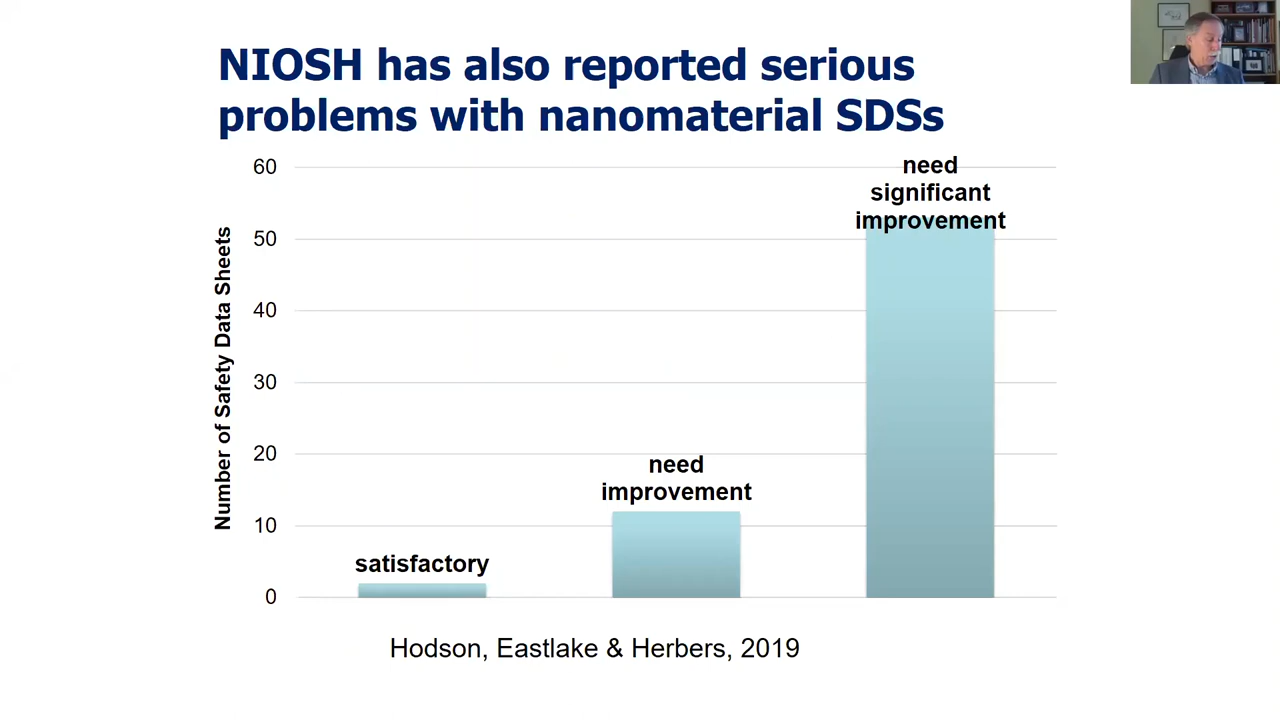 NIOSH has also reported serious
problems with nanomaterial SDSs
Number of Safety Data Sheets
60
50
40
30
20
10
0
satisfactory
need
improvement
need
significant
improvement
Hodson, Eastlake & Herbers, 2019